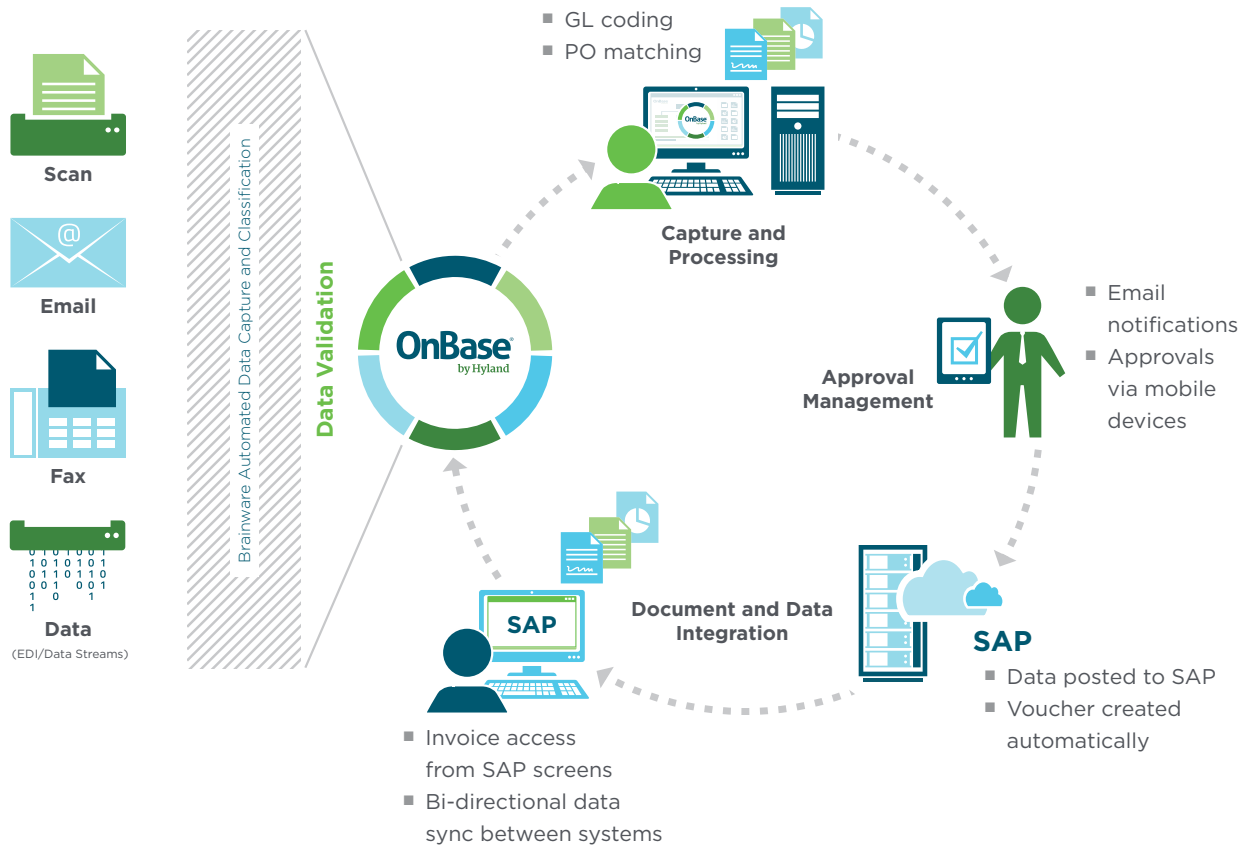 Scan
@
Email
Fax
Data
(EDI/Data Streams)
Brainware Automated Data Capture and Classification
Data Validation
OnBase®
by Hyland
GL coding
PO matching
OnBase
Capture and
Processing
Email
notifications
Approvals
via mobile
devices
Approval
Management
SAP
Data posted to SAP
Voucher created
automatically
Document and Data
Integration
SAP
Invoice access
from SAP screens
Bi-directional data
sync between systems